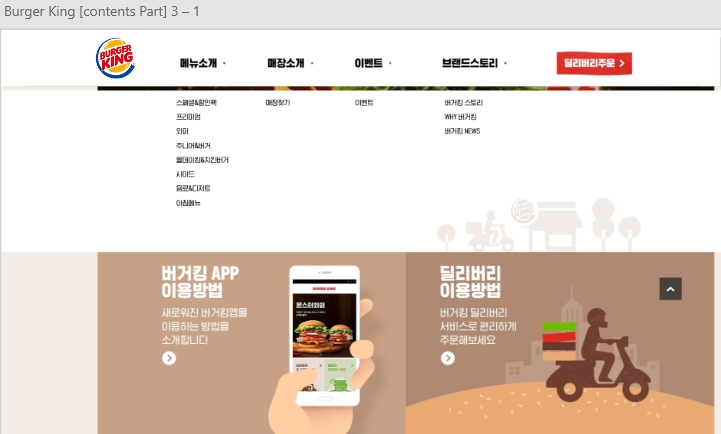 Burger King [contents Part] 3 – 1
BURGER
KING
메뉴소개
매장소개
이벤트
브랜드스토리
딜리버리주문
스페셜&할인팩
프리미엄
와퍼
주니어&버거
올데이킹&치킨버거
사이드
음료&디저트
아침메뉴
매장찾기
이벤트
버거킹 스토리
WHY 버거킹
버거킹 NEWS
버거킹 APP
이용방법
새로워진 버거킹앱을
이용하는 방법을
소개합니다
BURGER KING
몬스터와퍼
딜리버리
이용방법
버거킹 딜리버리
서비스로 편리하게
주문해보세요